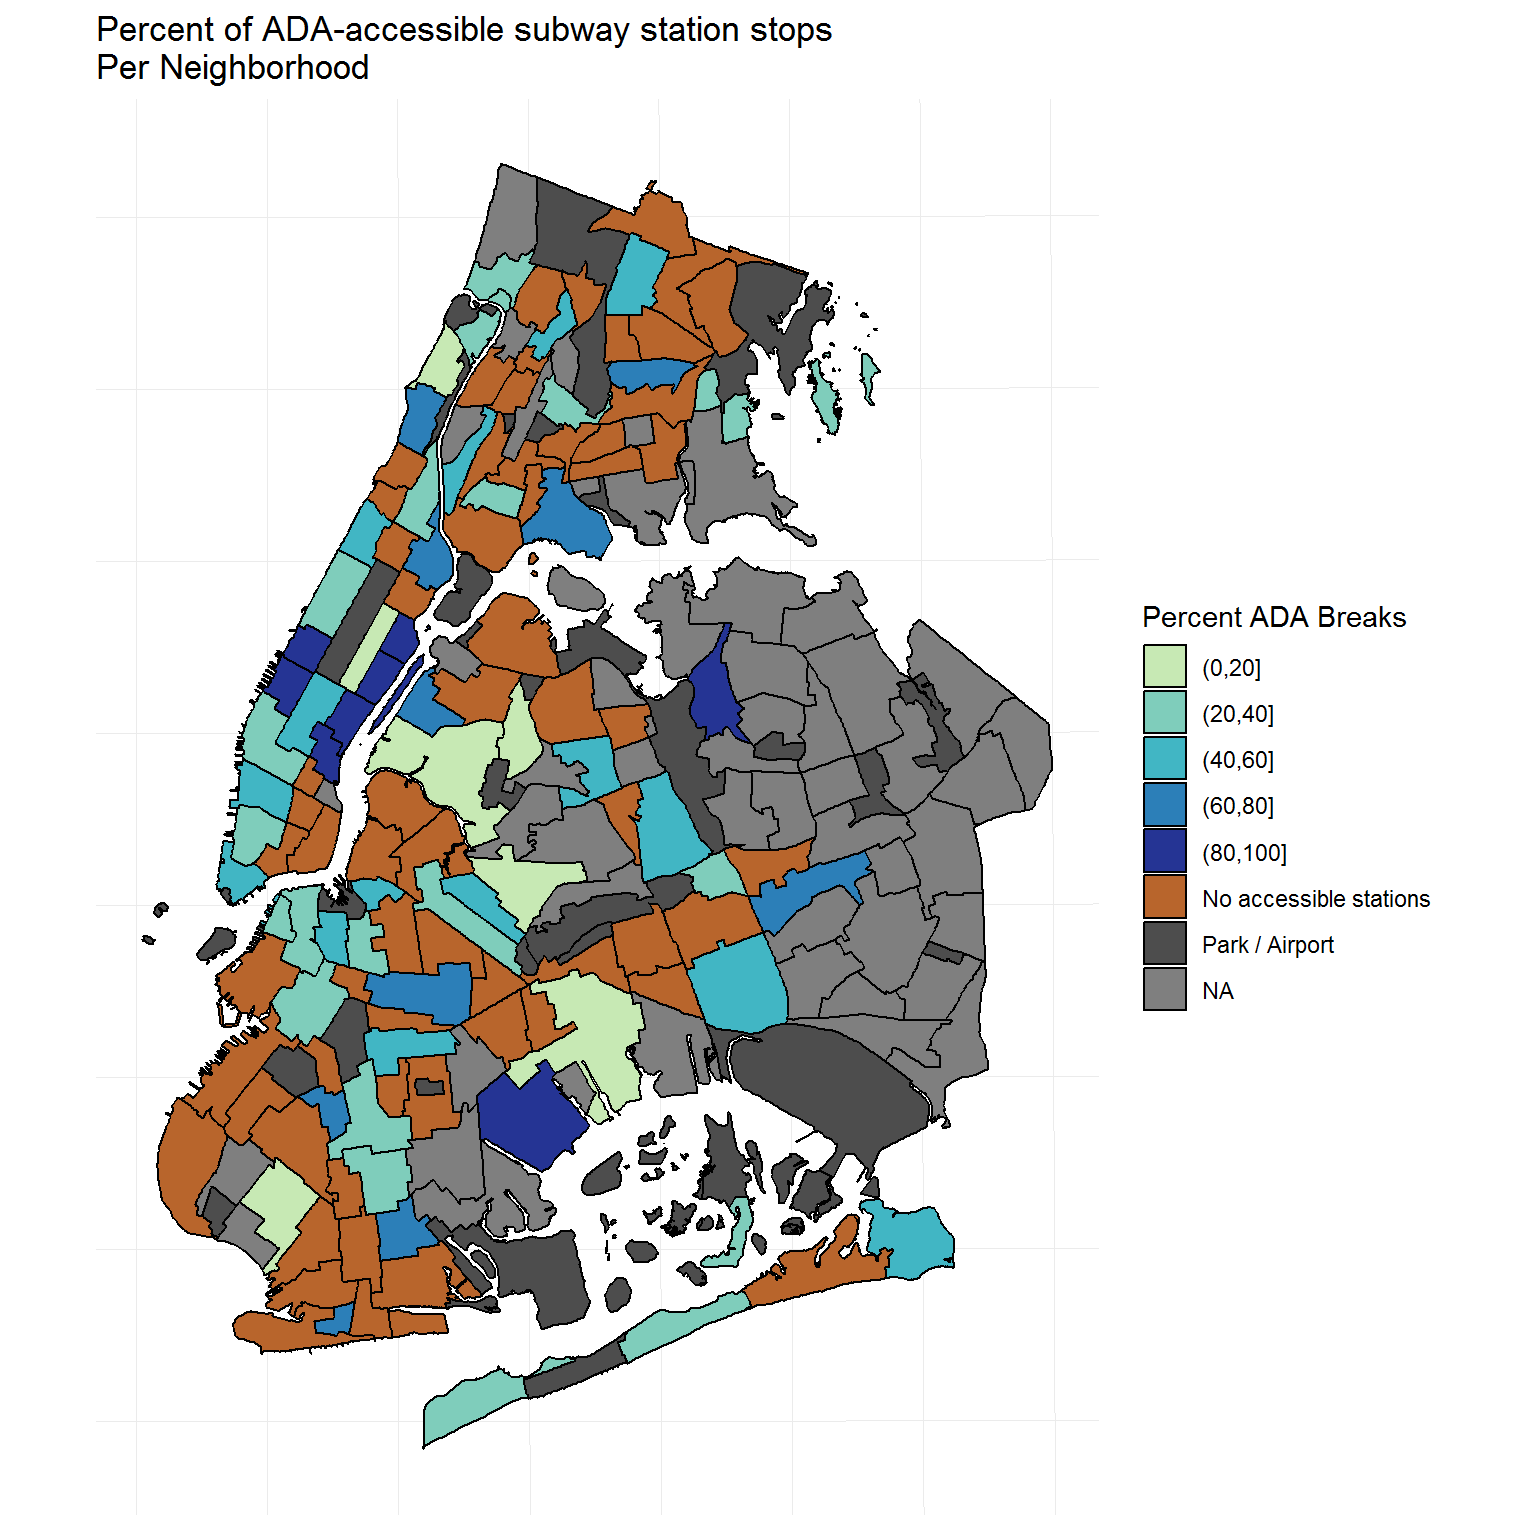 Percent of ADA-accessible subway station stops
Per Neighborhood
Percent ADA Breaks
(0,20]
(20,40]
(40,60]
(60,80]
(80,100]
No accessible stations
Park / Airport
NA